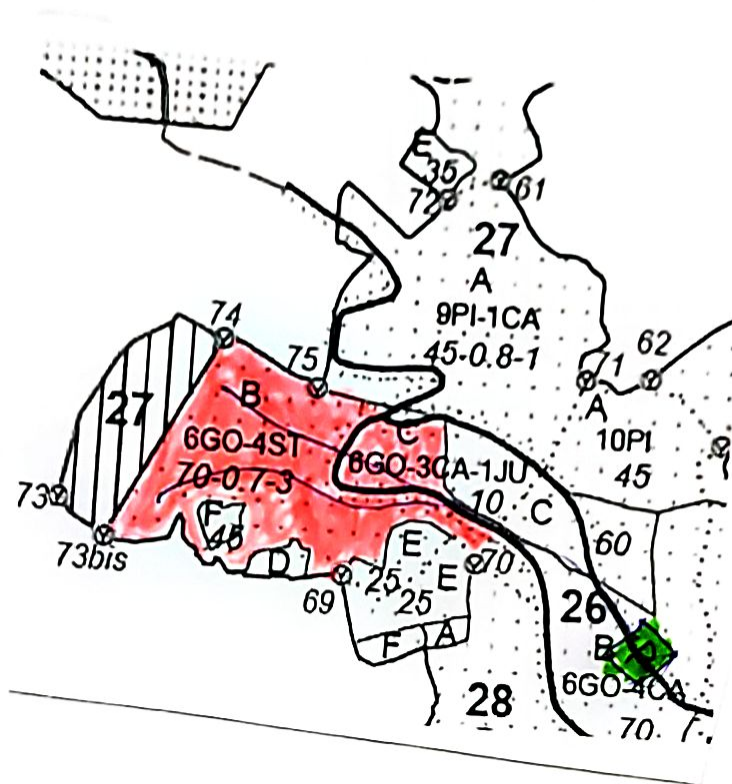 E
35
72
61
27
A
9PI-1CA
45-0.8-1
74
75
71
62
27
B
C
A
6GO-4ST
6GO-3CA-1JU
10PI
70-0.7-3
10
C
45
73
F
46
E
60
73bis
D
25
E
70
69
25
26
F
A
B
6GO-4CA
28
70